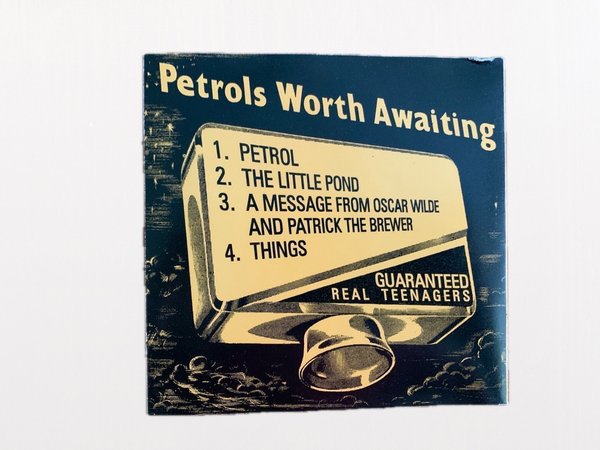 Petrols Worth Awaiting
1. PETROL
2. THE LITTLE POND
3. A MESSAGE FROM OSCAR WILDE
AND PATRICK THE BREWER
4. THINGS
GUARANTEED
REAL TEENAGERS